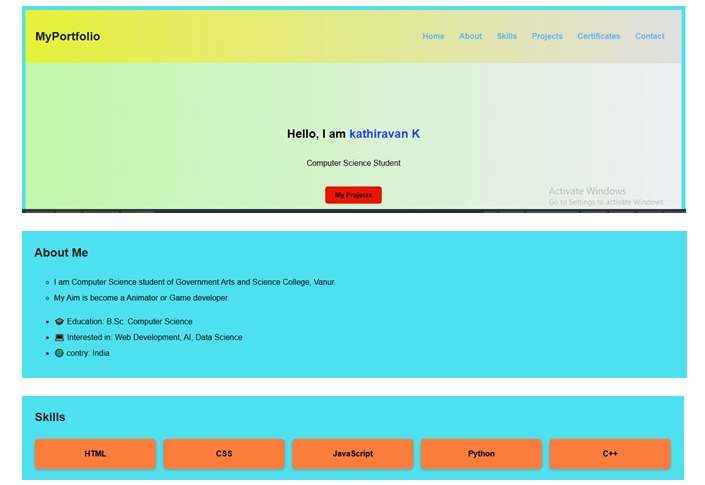 MyPortfolio
Home About Skills Projects Certificates Contact
Hello, I am kathiravan K
Computer Science Student
My Projects
Activate Windows
Go to Settings to activate Windows.
About Me
I am Computer Science student of Government Arts and Science College, Vanur.
My Aim is become a Animator or Game developer.
🎓 Education: B.Sc. Computer Science
💻 Interested in: Web Development, AI, Data Science
🌍 contry: India
Skills
HTML CSS JavaScript Python C++